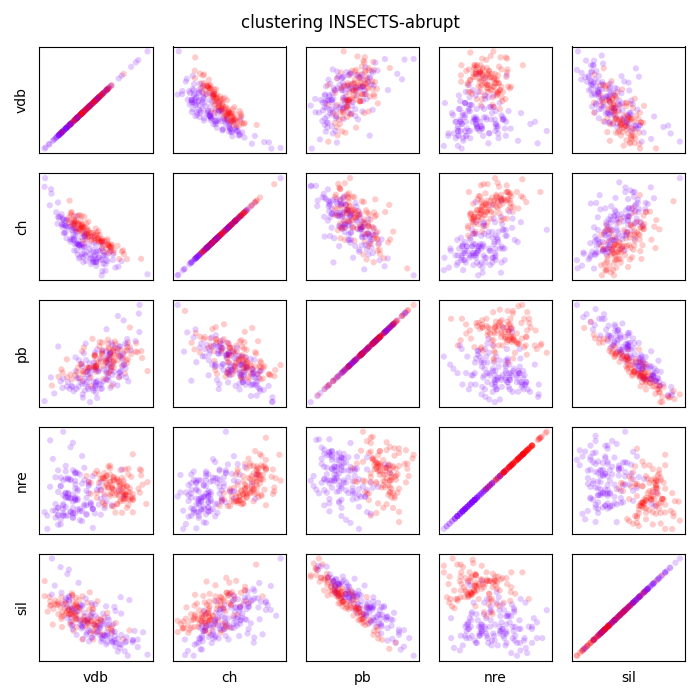 clustering INSECTS-abrupt
vdb
ch
pb
nre
sil
vdb ch pb nre sil